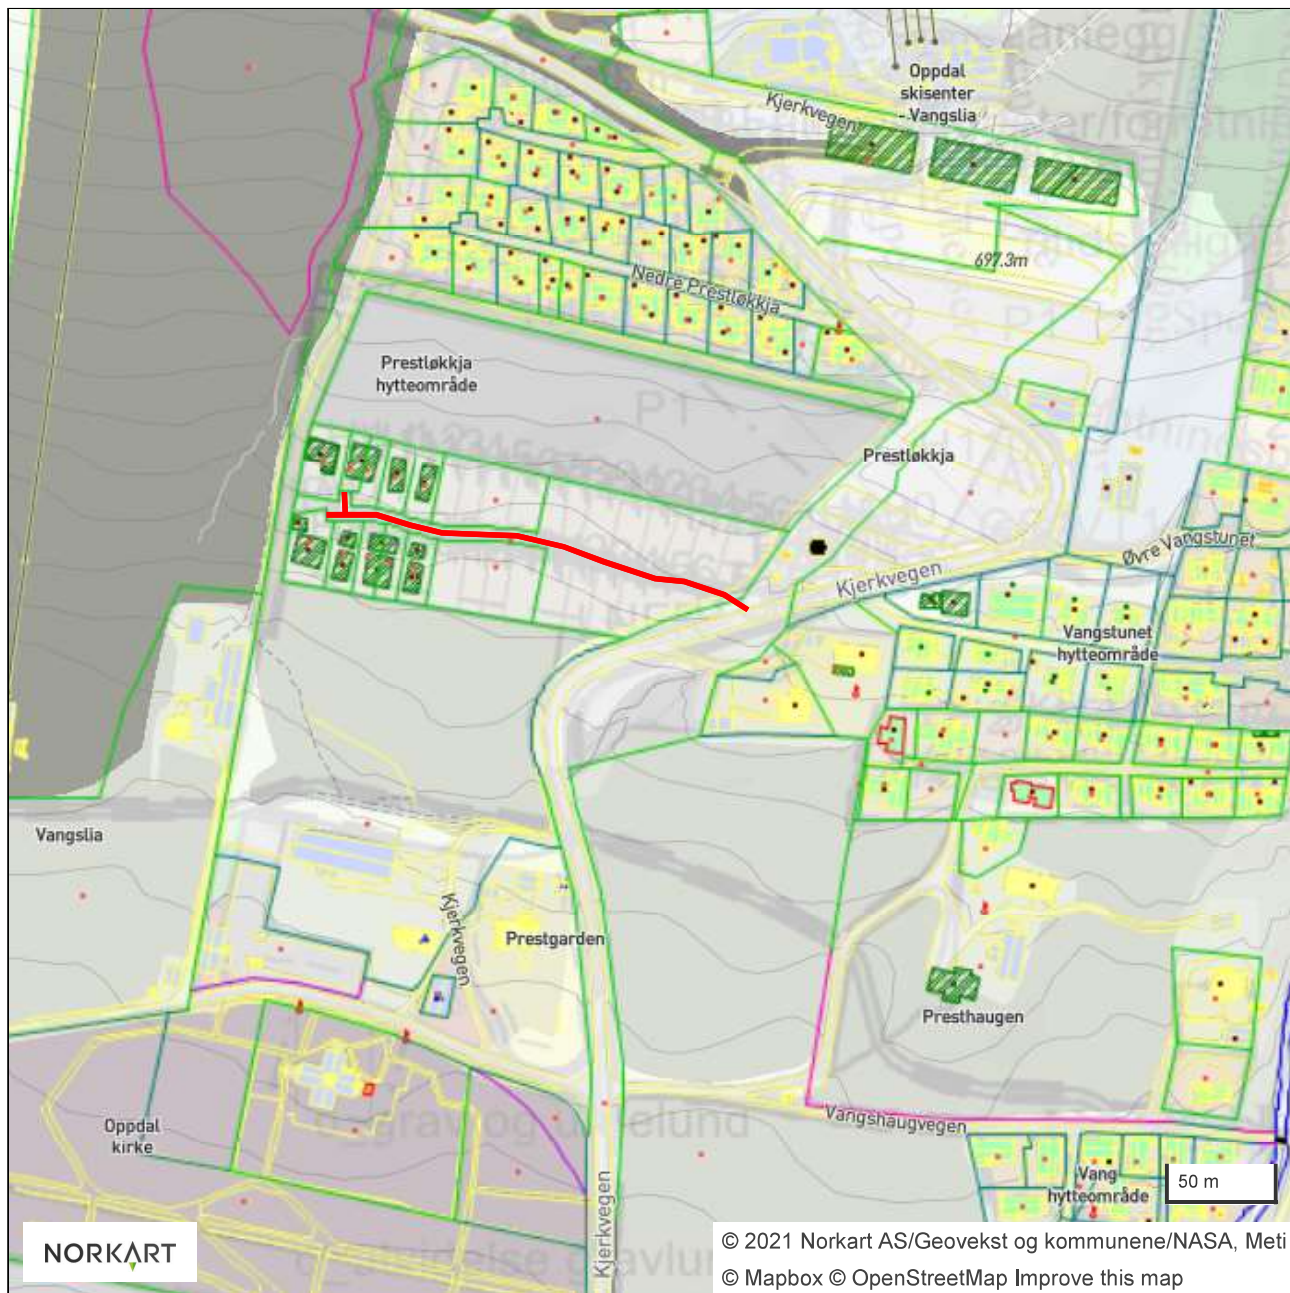 Oppdal
skisenter
- Vangslia
Kjerkvegen
697.3m
Nedre Prestløkkja
Prestløkkja
hytteområde
P1
Prestløkkja
Øvre Vangstunet
Kjerkvegen
Vangstunet
hytteområde
Vangslia
Kjerkvegen
Prestgarden
Presthaugen
Vangshaugvegen
Oppdal
kirke
Kjerkvegen
Vang
hytteområde
50 m
NORKART
© 2021 Norkart AS/Geovekst og kommunene/NASA, Meti
© Mapbox © OpenStreetMap Improve this map